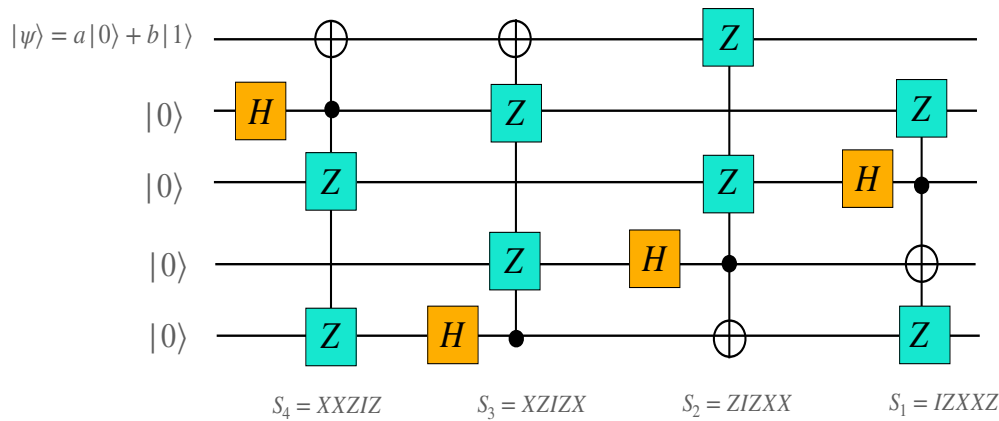 |ψ⟩ = a|0⟩ + b|1⟩ Z
|0⟩ H Z Z
|0⟩ Z Z H
|0⟩ Z H
|0⟩ Z H Z
S₄ = XXZIZ S₃ = XZIZX S₂ = ZIZXX S₁ = IZXXZ